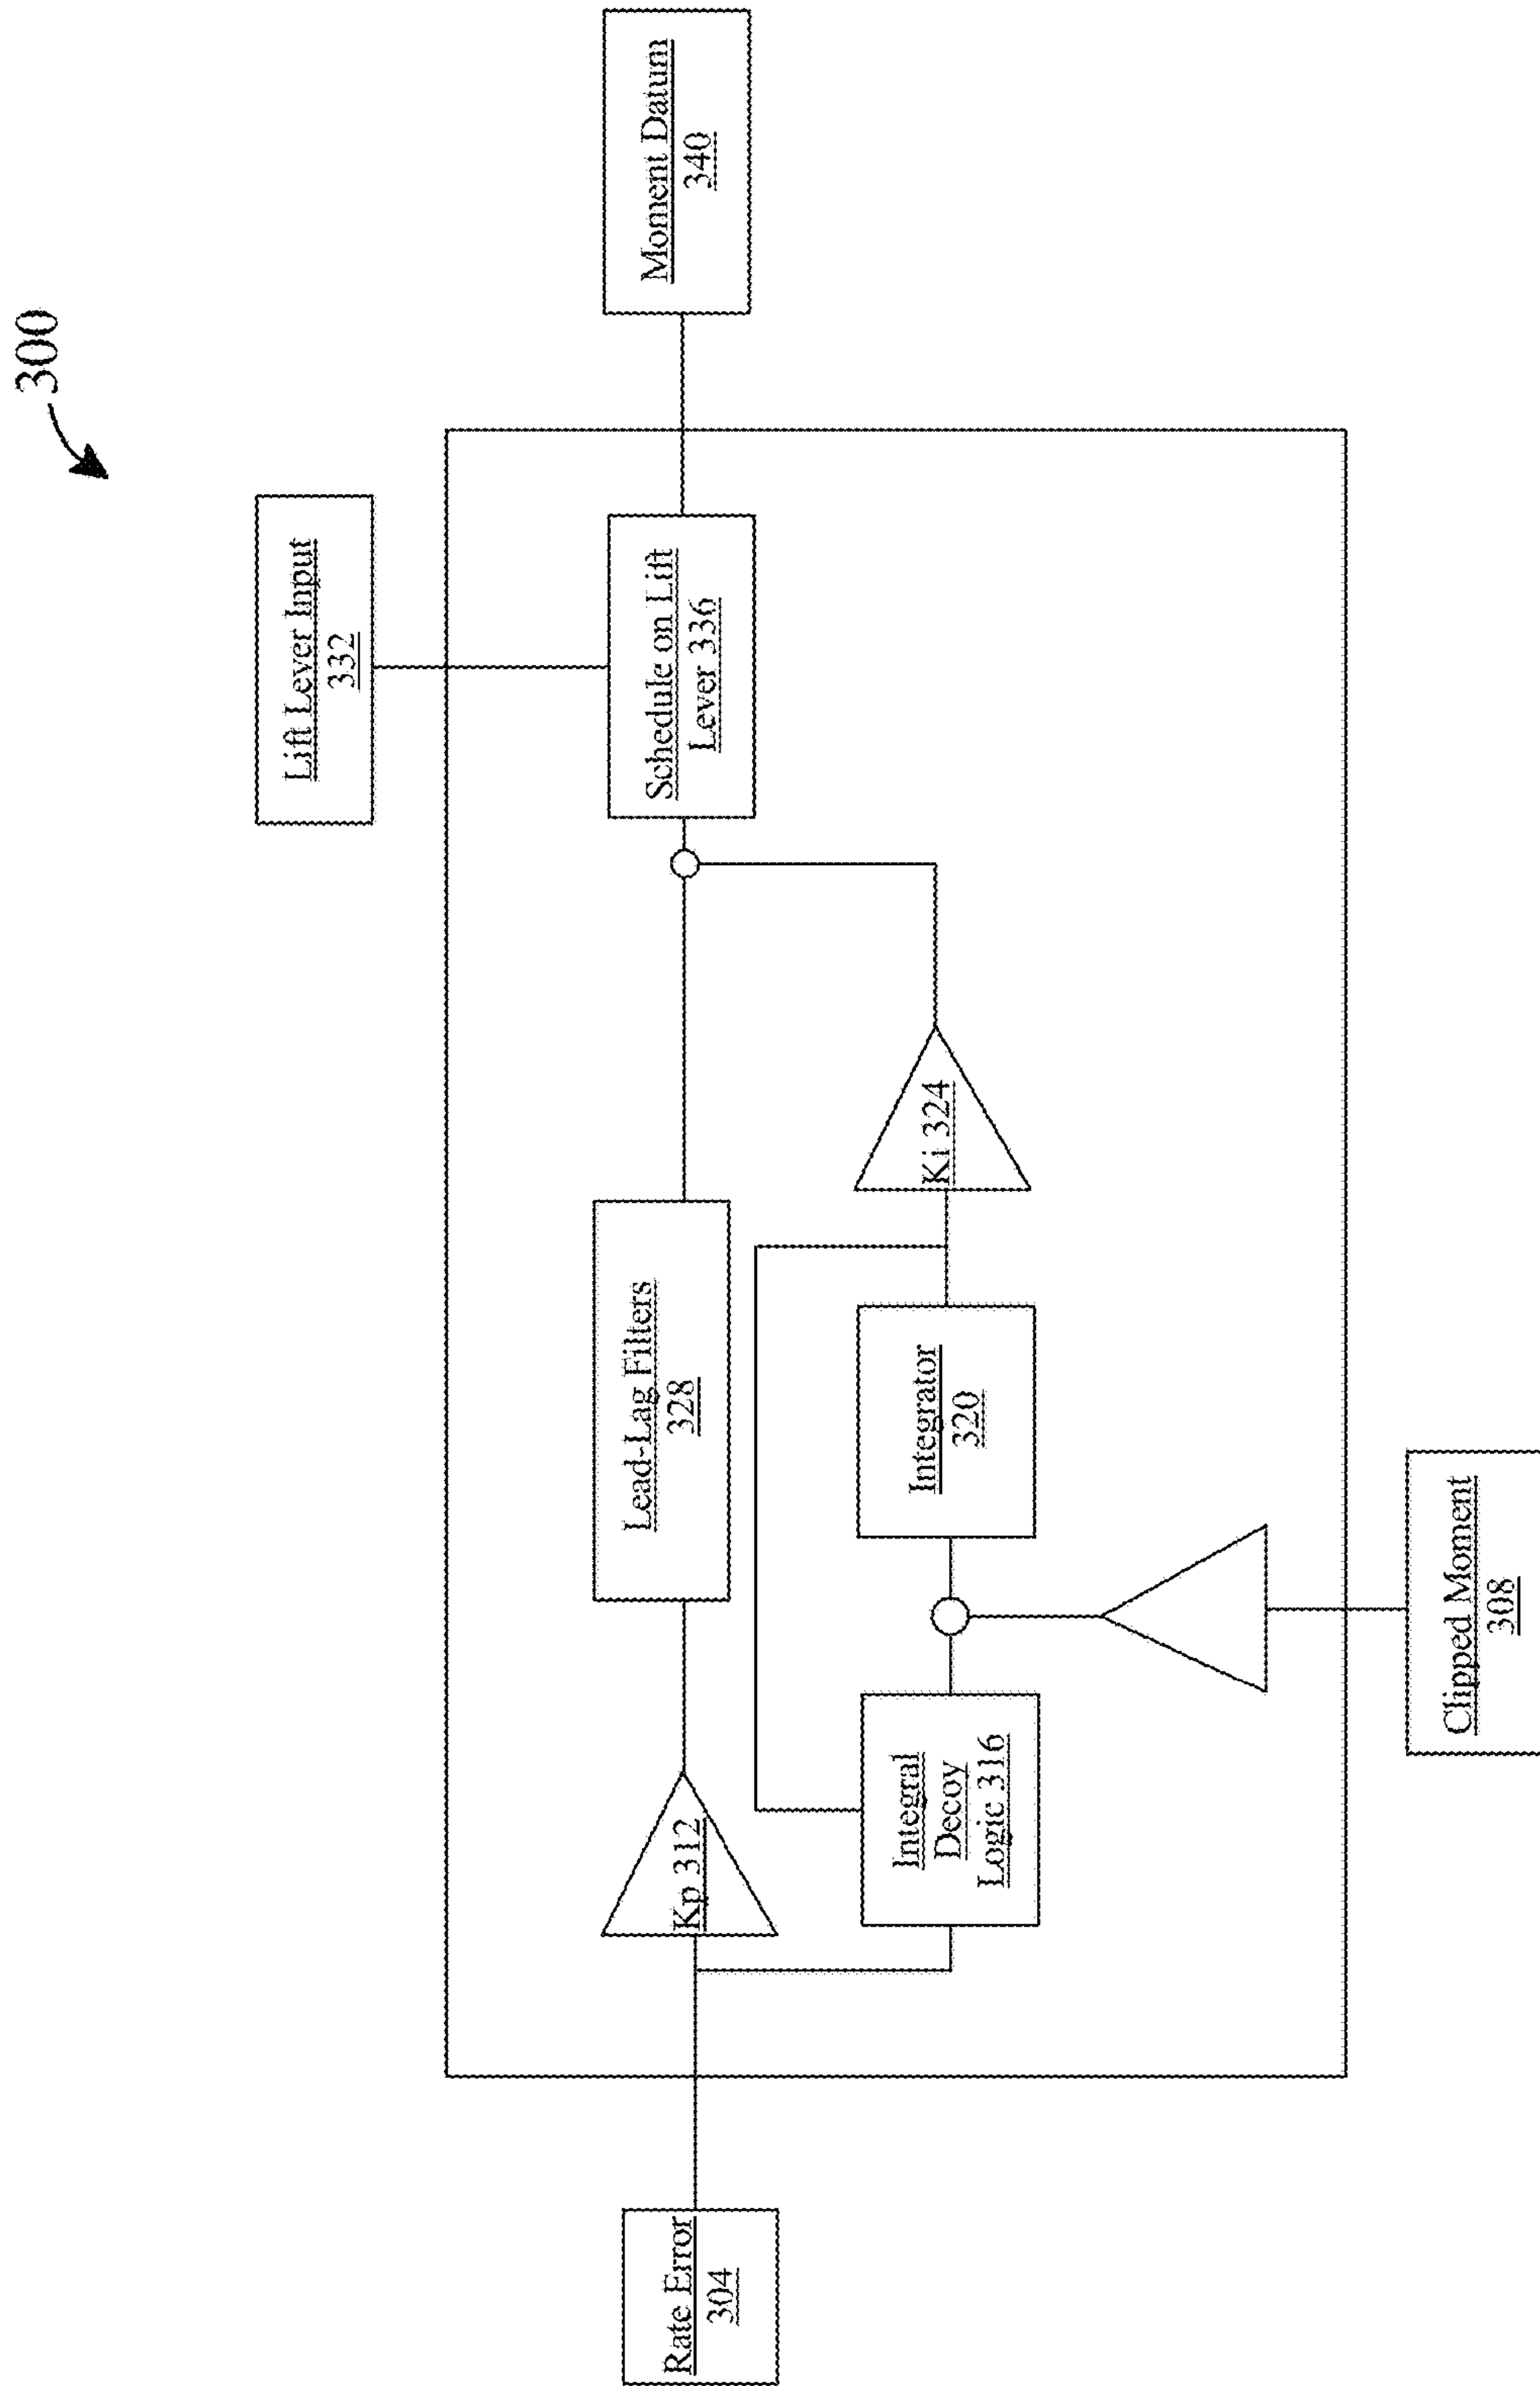 300
Lift Lever Input
332
Rate Error
304
Kp 312
Lead-Lag Filters
328
Schedule on Lift
Lever 336
Moment Datum
340
Integral
Decoy
Logic 316
Integrator
320
Ki 324
Clipped Moment
308